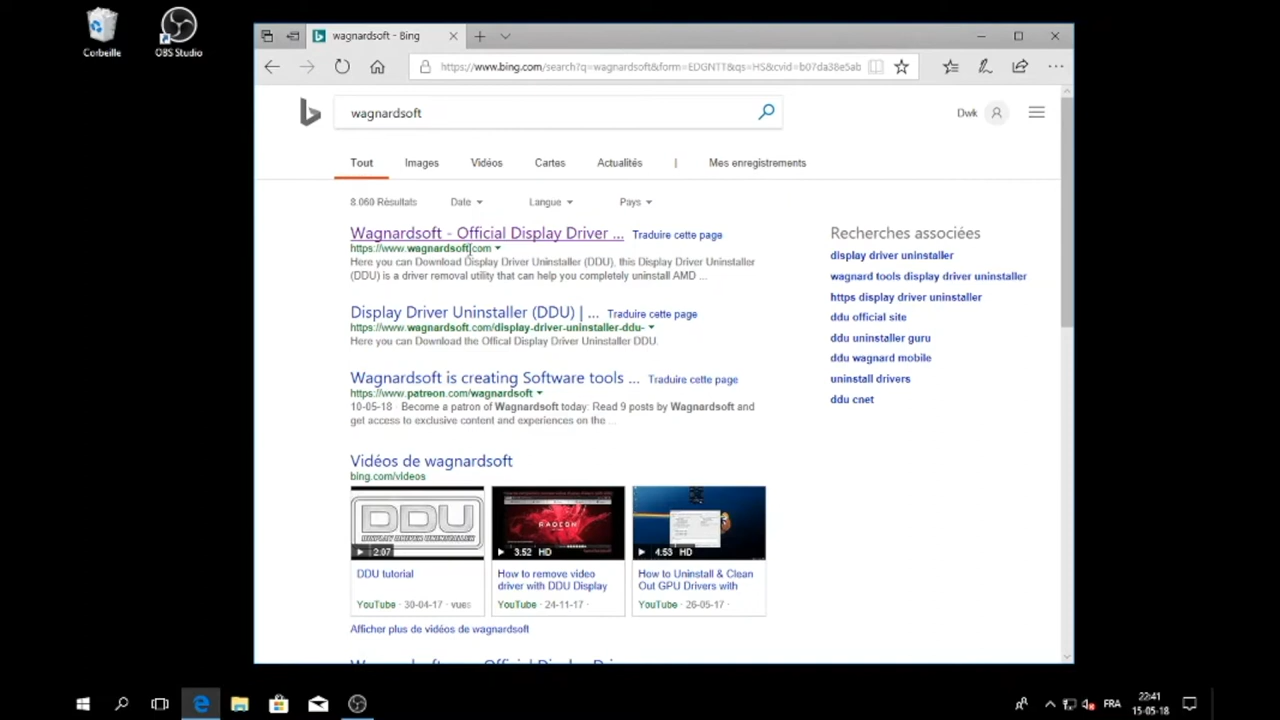 Corbeille
OBS Studio
wagnardsoft - Bing
https://www.bing.com/search?q=wagnardsoft&form=EDGNTT&qs=HS&cvid=b07da38e5ab
wagnardsoft
Dwk
Tout Images Vidéos Cartes Actualités | Mes enregistrements
8.060 Résultats Date Langue Pays
Wagnardsoft - Official Display Driver ... Traduire cette page
https://www.wagnardsoft.com
Here you can Download Display Driver Uninstaller (DDU). this Display Driver Uninstaller
(DDU) is a driver removal utility that can help you completely uninstall AMD ...
Display Driver Uninstaller (DDU) | ... Traduire cette page
https://www.wagnardsoft.com/display-driver-uninstaller-ddu-
Here you can Download the Offical Display Driver Uninstaller DDU.
Wagnardsoft is creating Software tools ... Traduire cette page
https://www.patreon.com/wagnardsoft
10-05-18 · Become a patron of Wagnardsoft today: Read 9 posts by Wagnardsoft and
get access to exclusive content and experiences on the ...
Vidéos de wagnardsoft
bing.com/videos
DDU
DISPLAY DRIVER UNINSTALLER
2:07
RADEON
3:52 HD
4:53 HD
DDU tutorial
YouTube · 30-04-17 · vues
How to remove video
driver with DDU Display
YouTube · 24-11-17 ·
How to Uninstall & Clean
Out GPU Drivers with
YouTube · 26-05-17 ·
Afficher plus de vidéos de wagnardsoft
Recherches associées
display driver uninstaller
wagnard tools display driver uninstaller
https display driver uninstaller
ddu official site
ddu uninstaller guru
ddu wagnard mobile
uninstall drivers
ddu cnet
FRA
22:41
15-05-18